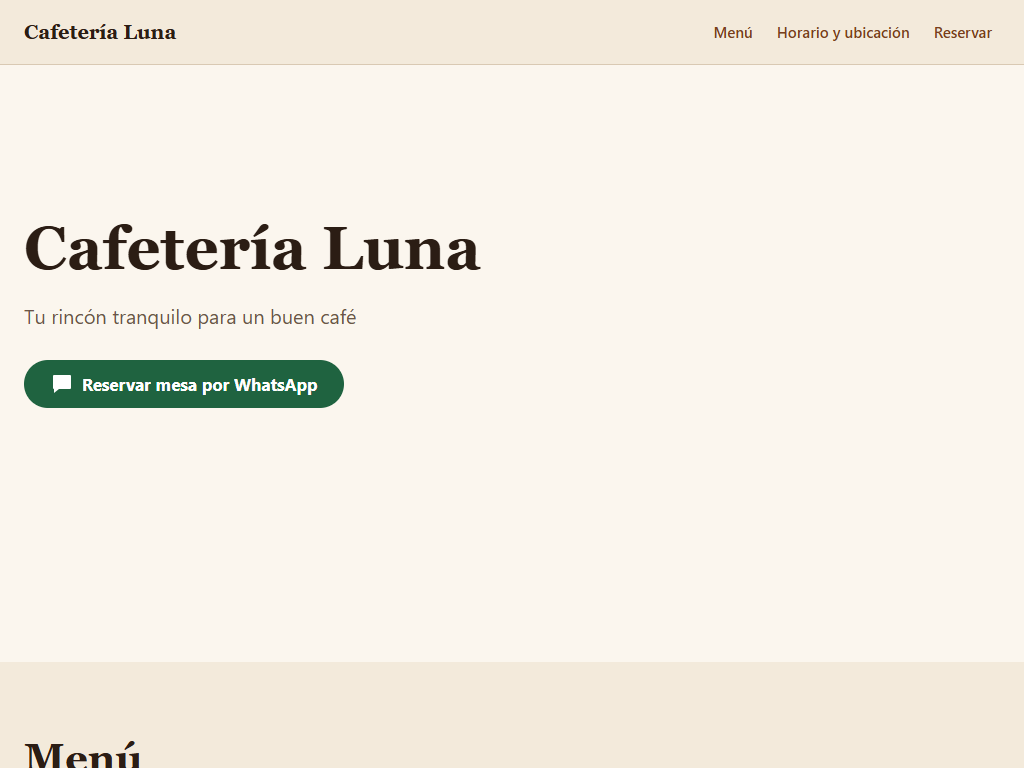 Cafetería Luna
Menú
Horario y ubicación
Reservar
Cafetería Luna
Tu rincón tranquilo para un buen café
Reservar mesa por WhatsApp
Menú